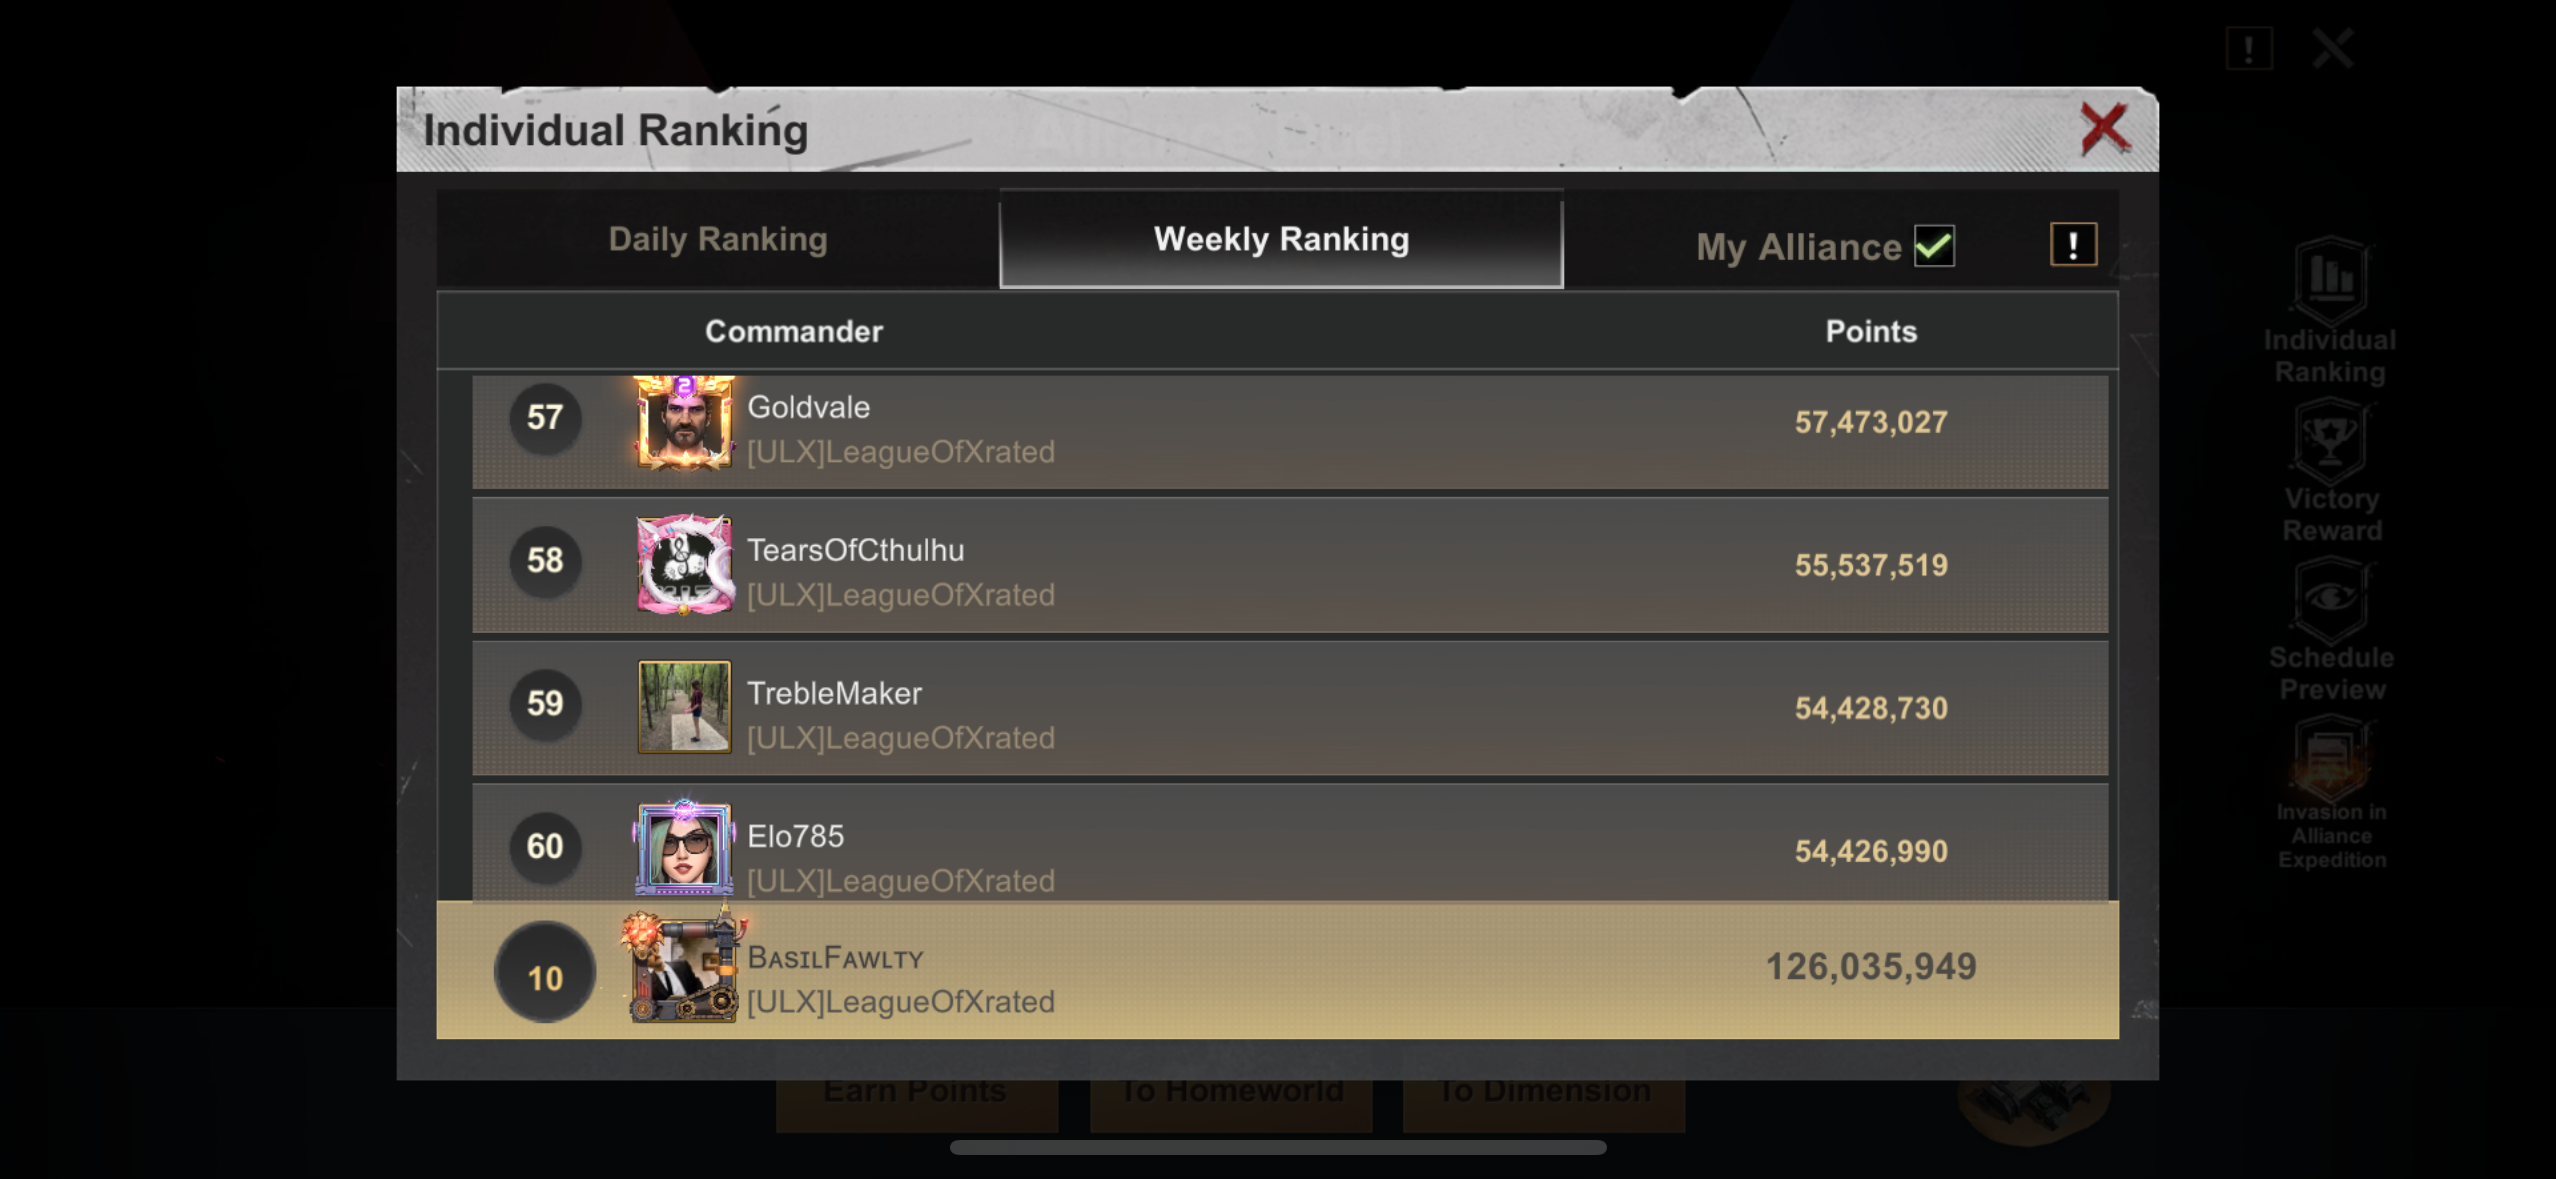 Individual Ranking
Daily Ranking
Weekly Ranking
My Alliance
!
Commander
Points
57
2
Goldvale
[ULX]LeagueOfXrated
57,473,027
58
TearsOfCthulhu
[ULX]LeagueOfXrated
55,537,519
59
TrebleMaker
[ULX]LeagueOfXrated
54,428,730
60
Elo785
[ULX]LeagueOfXrated
54,426,990
10
BᴀsɪʟFᴀᴡʟᴛʏ
[ULX]LeagueOfXrated
126,035,949
!
Individual
Ranking
Victory
Reward
Schedule
Preview
Invasion in
Alliance
Expedition
Earn Points
To Homeworld
To Dimension